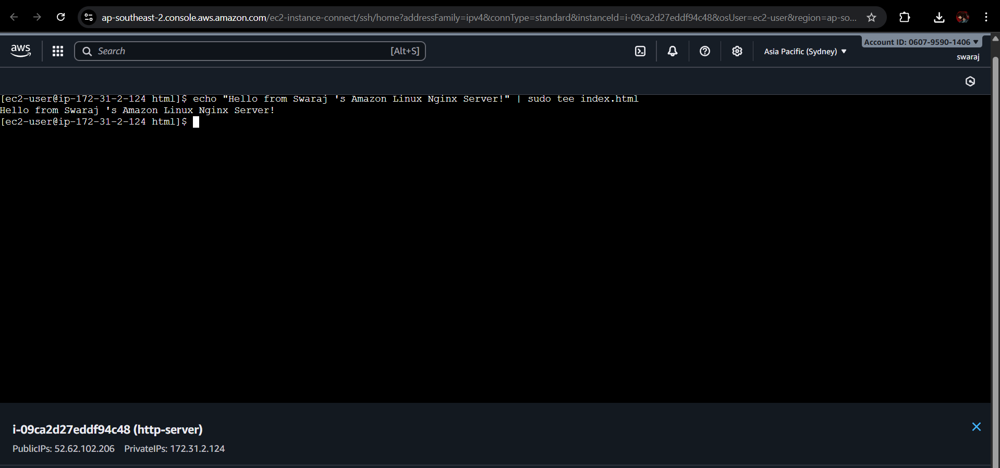 ap-southeast-2.console.aws.amazon.com/ec2-instance-connect/ssh/home?addressFamily=ipv4&connType=standard&instanceId=i-09ca2d27eddf94c48&osUser=ec2-user&region=ap-so...
aws
Search
[Alt+S]
Asia Pacific (Sydney)
Account ID: 0607-9590-1406
swaraj
[ec2-user@ip-172-31-2-124 html]$ echo "Hello from Swaraj 's Amazon Linux Nginx Server!" | sudo tee index.html
Hello from Swaraj 's Amazon Linux Nginx Server!
[ec2-user@ip-172-31-2-124 html]$
i-09ca2d27eddf94c48 (http-server)
PublicIPs: 52.62.102.206 PrivateIPs: 172.31.2.124